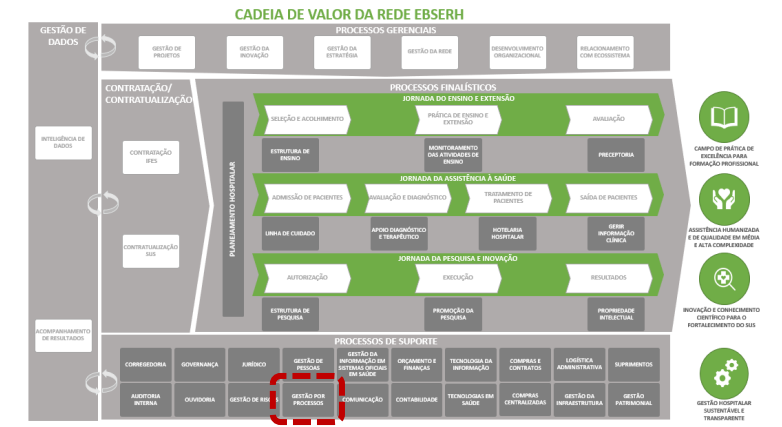 CADEIA DE VALOR DA REDE EBSERH
GESTÃO DE
DADOS
PROCESSOS GERENCIAIS
GESTÃO DE
PROJETOS
GESTÃO DA
INOVAÇÃO
GESTÃO DA
ESTRATÉGIA
GESTÃO DA REDE
DESENVOLVIMENTO
ORGANIZACIONAL
RELACIONAMENTO
COM ECOSSISTEMA
INTELIGÊNCIA DE
DADOS
ACOMPANHAMENTO
DE RESULTADOS
CONTRATAÇÃO/
CONTRATUALIZAÇÃO
CONTRATAÇÃO
IFES
CONTRATUALIZAÇÃO
SUS
PROCESSOS FINALÍSTICOS
PLANEJAMENTO HOSPITALAR
JORNADA DO ENSINO E EXTENSÃO
SELEÇÃO E ACOLHIMENTO
PRÁTICA DE ENSINO E
EXTENSÃO
AVALIAÇÃO
ESTRUTURA DE
ENSINO
MONITORAMENTO
DAS ATIVIDADES DE
ENSINO
PRECEPTORIA
JORNADA DA ASSISTÊNCIA À SAÚDE
ADMISSÃO DE PACIENTES
AVALIAÇÃO E DIAGNÓSTICO
TRATAMENTO DE
PACIENTES
SAÍDA DE PACIENTES
LINHA DE CUIDADO
APOIO DIAGNÓSTICO
E TERAPÊUTICO
HOTELARIA
HOSPITALAR
GERIR
INFORMAÇÃO
CLÍNICA
JORNADA DA PESQUISA E INOVAÇÃO
AUTORIZAÇÃO
EXECUÇÃO
RESULTADOS
ESTRUTURA DE
PESQUISA
PROMOÇÃO DA
PESQUISA
PROPRIEDADE
INTELECTUAL
PROCESSOS DE SUPORTE
CORREGEDORIA
GOVERNANÇA
JURÍDICO
GESTÃO DE
PESSOAS
GESTÃO DA
INFORMAÇÃO EM
SISTEMAS OFICIAIS
EM SAÚDE
ORÇAMENTO E
FINANÇAS
TECNOLOGIA DA
INFORMAÇÃO
COMPRAS E
CONTRATOS
LOGÍSTICA
ADMINISTRATIVA
SUPRIMENTOS
AUDITORIA
INTERNA
OUVIDORIA
GESTÃO DE RISCOS
GESTÃO POR
PROCESSOS
COMUNICAÇÃO
CONTABILIDADE
TECNOLOGIAS EM
SAÚDE
COMPRAS
CENTRALIZADAS
GESTÃO DA
INFRAESTRUTURA
GESTÃO
PATRIMONIAL
CAMPO DE PRÁTICA DE
EXCELÊNCIA PARA
FORMAÇÃO PROFISSIONAL
ASSISTÊNCIA HUMANIZADA
E DE QUALIDADE EM MÉDIA
E ALTA COMPLEXIDADE
INOVAÇÃO E CONHECIMENTO
CIENTÍFICO PARA O
FORTALECIMENTO DO SUS
GESTÃO HOSPITALAR
SUSTENTÁVEL E
TRANSPARENTE